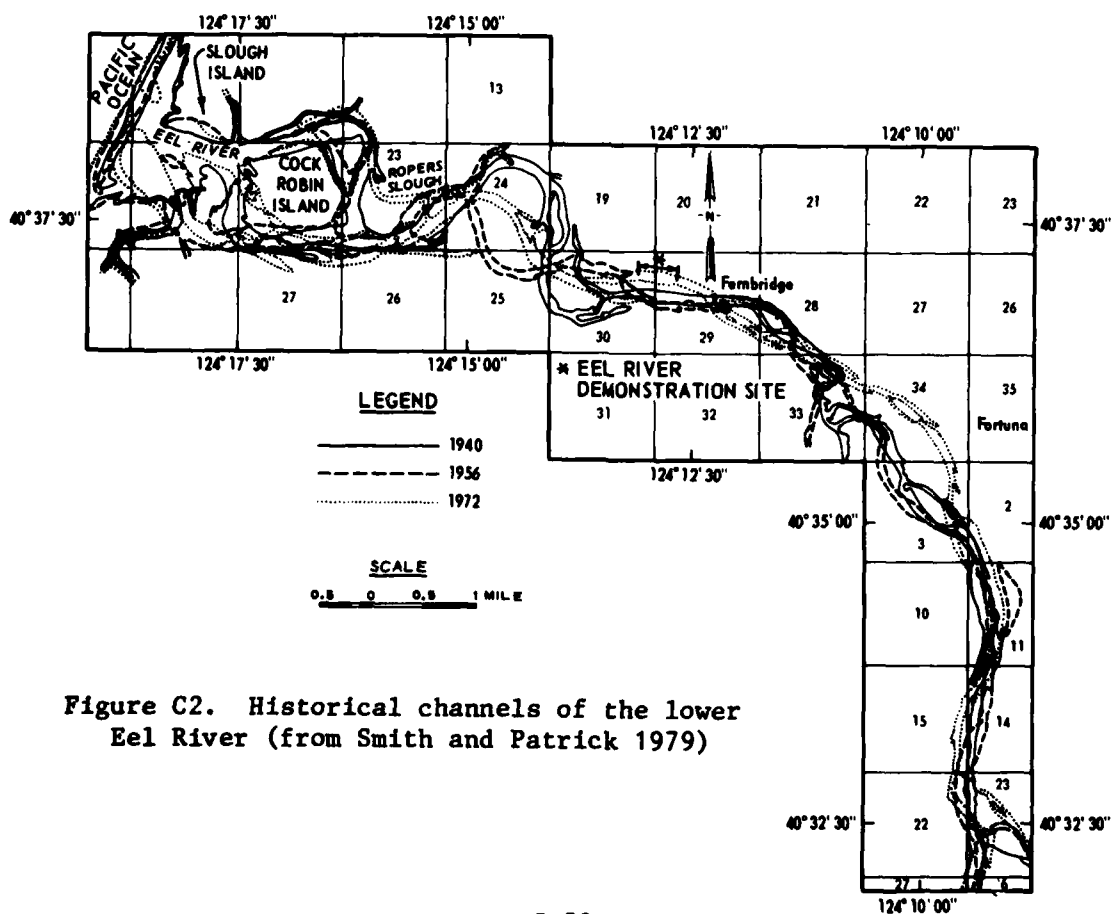 124° 17' 30"
124° 15' 00"
SLOUGH
ISLAND
PACIFIC
OCEAN
13
EEL RIVER
124° 12' 30"
124° 10' 00"
23
COCK
ROBIN
ISLAND
ROPERS
SLOUGH
24
19
20
N
21
22
23
40° 37' 30"
40° 37' 30"
*
27
26
25
30
29
Fernbridge
28
27
26
124° 17' 30"
124° 15' 00"
* EEL RIVER
DEMONSTRATION SITE
31
32
33
34
35
Fortuna
LEGEND
1940
1956
1972
124° 12' 30"
2
40° 35' 00"
40° 35' 00"
3
SCALE
0.5 0 0.5 1 MILE
10
11
Figure C2. Historical channels of the lower
Eel River (from Smith and Patrick 1979)
15
14
23
40° 32' 30"
22
40° 32' 30"
27
124° 10' 00"